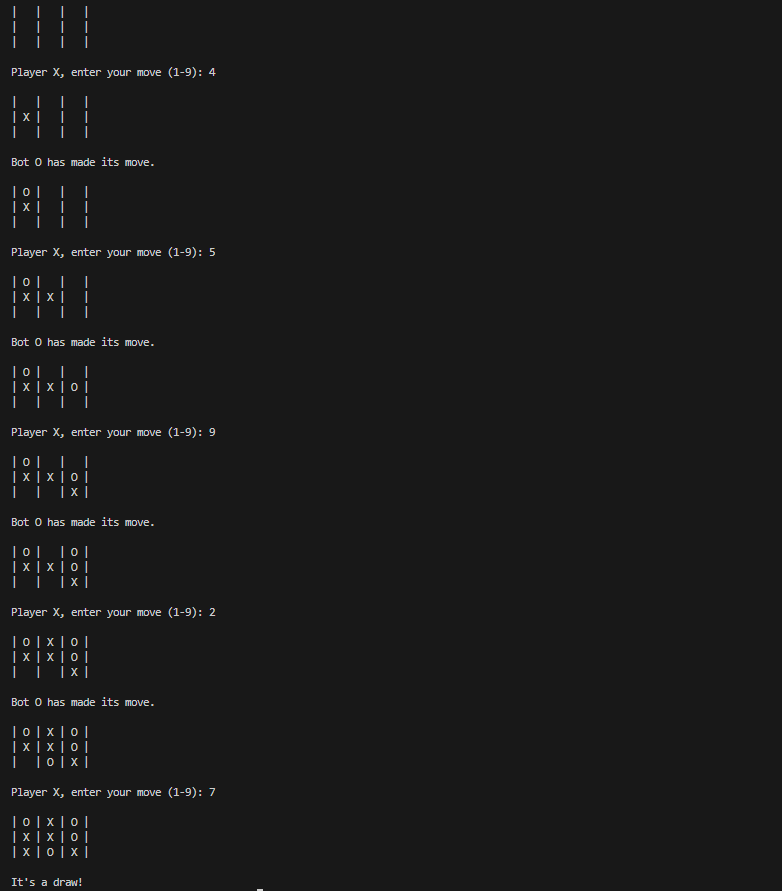 |   |   |   |
|   |   |   |
|   |   |   |
Player X, enter your move (1-9): 4
|   |   |   |
| X |   |   |
|   |   |   |
Bot O has made its move.
| O |   |   |
| X |   |   |
|   |   |   |
Player X, enter your move (1-9): 5
| O |   |   |
| X | X |   |
|   |   |   |
Bot O has made its move.
| O |   |   |
| X | X | O |
|   |   |   |
Player X, enter your move (1-9): 9
| O |   |   |
| X | X | O |
|   |   | X |
Bot O has made its move.
| O |   | O |
| X | X | O |
|   |   | X |
Player X, enter your move (1-9): 2
| O | X | O |
| X | X | O |
|   |   | X |
Bot O has made its move.
| O | X | O |
| X | X | O |
|   | O | X |
Player X, enter your move (1-9): 7
| O | X | O |
| X | X | O |
| X | O | X |
It's a draw!